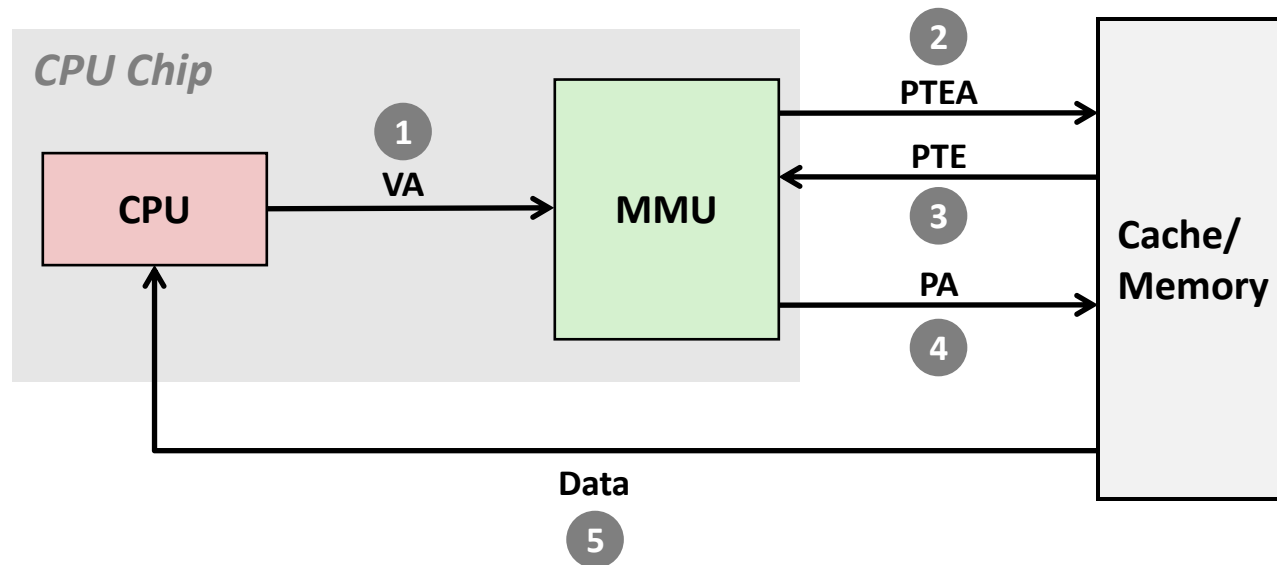 2
CPU Chip
PTEA
1
PTE
VA
CPU
MMU
3
Cache/
Memory
PA
4
Data
5